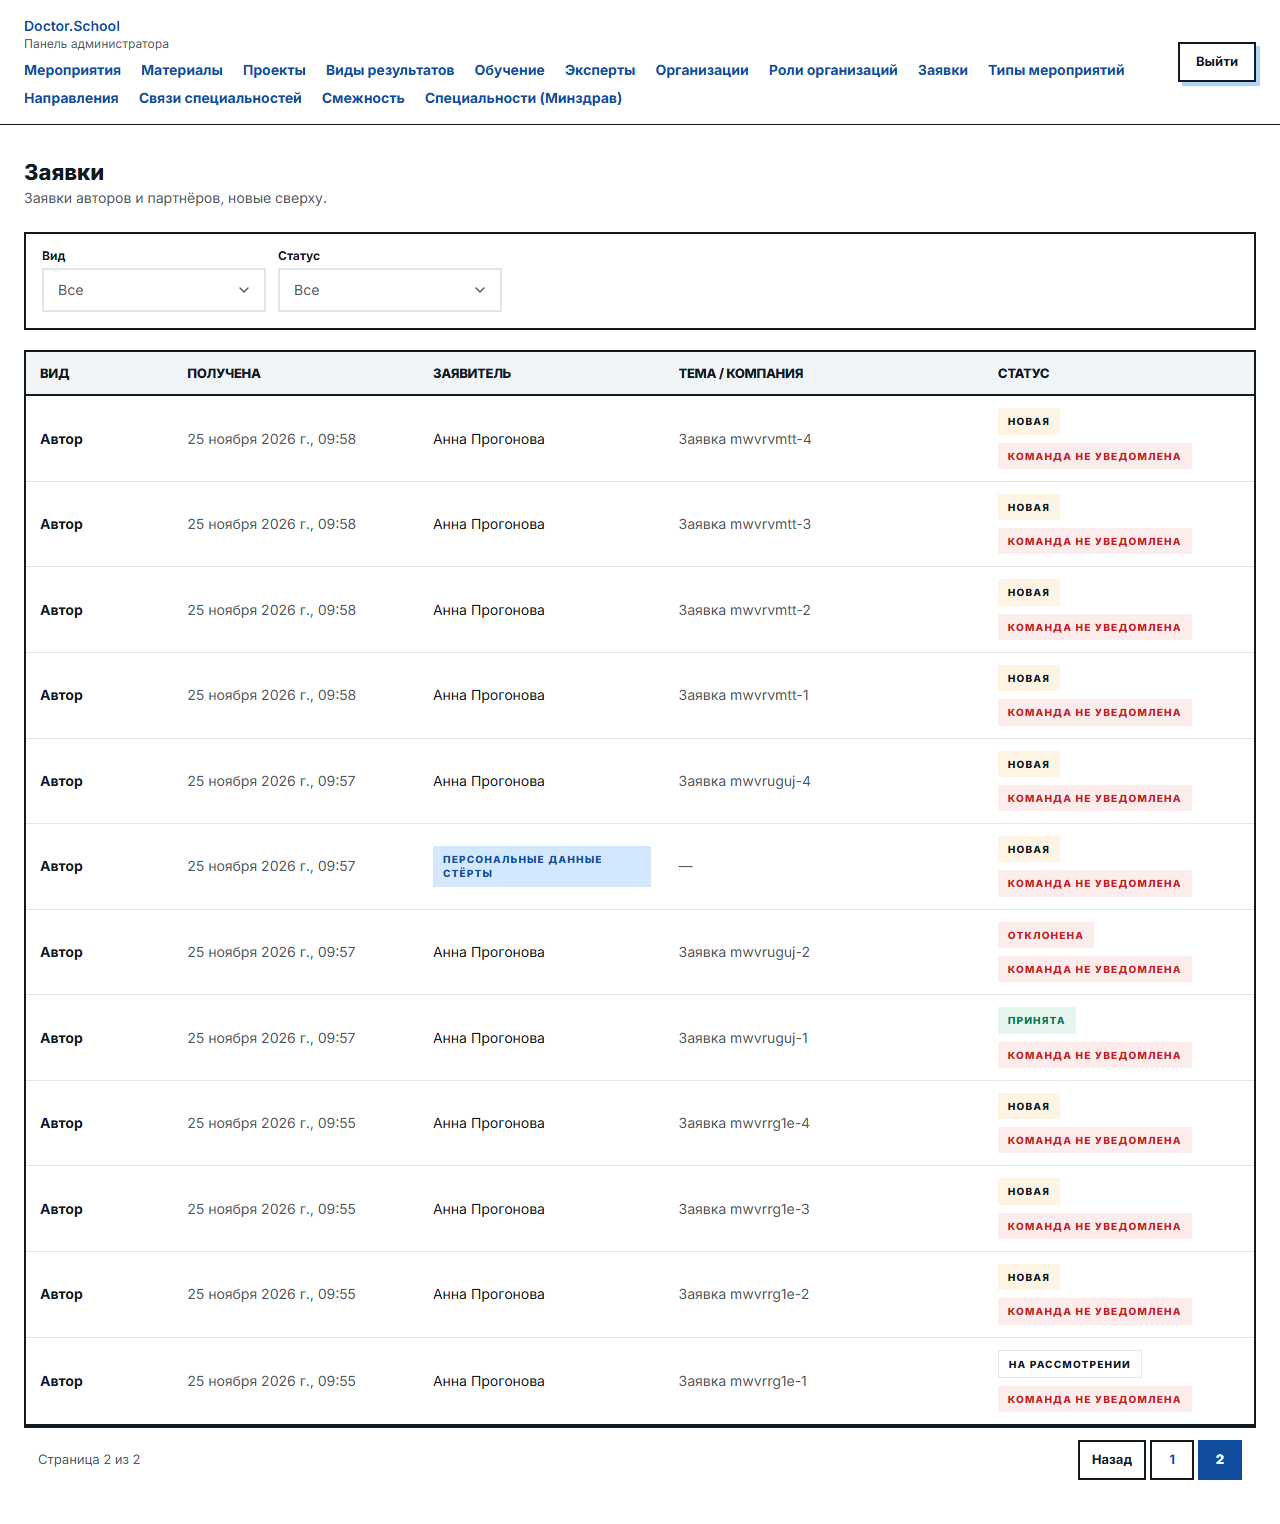 Doctor.School
Панель администратора
Мероприятия Материалы Проекты Виды результатов Обучение Эксперты Организации Роли организаций Заявки Типы мероприятий
Направления Связи специальностей Смежность Специальности (Минздрав)
Выйти
Заявки
Заявки авторов и партнёров, новые сверху.
Вид Статус
Все Все
ВИД ПОЛУЧЕНА ЗАЯВИТЕЛЬ ТЕМА / КОМПАНИЯ СТАТУС
Автор 25 ноября 2026 г., 09:58 Анна Прогонова Заявка mwvrvmtt-4 НОВАЯ
КОМАНДА НЕ УВЕДОМЛЕНА
Автор 25 ноября 2026 г., 09:58 Анна Прогонова Заявка mwvrvmtt-3 НОВАЯ
КОМАНДА НЕ УВЕДОМЛЕНА
Автор 25 ноября 2026 г., 09:58 Анна Прогонова Заявка mwvrvmtt-2 НОВАЯ
КОМАНДА НЕ УВЕДОМЛЕНА
Автор 25 ноября 2026 г., 09:58 Анна Прогонова Заявка mwvrvmtt-1 НОВАЯ
КОМАНДА НЕ УВЕДОМЛЕНА
Автор 25 ноября 2026 г., 09:57 Анна Прогонова Заявка mwvruguj-4 НОВАЯ
КОМАНДА НЕ УВЕДОМЛЕНА
Автор 25 ноября 2026 г., 09:57 ПЕРСОНАЛЬНЫЕ ДАННЫЕ СТЁРТЫ — НОВАЯ
КОМАНДА НЕ УВЕДОМЛЕНА
Автор 25 ноября 2026 г., 09:57 Анна Прогонова Заявка mwvruguj-2 ОТКЛОНЕНА
КОМАНДА НЕ УВЕДОМЛЕНА
Автор 25 ноября 2026 г., 09:57 Анна Прогонова Заявка mwvruguj-1 ПРИНЯТА
КОМАНДА НЕ УВЕДОМЛЕНА
Автор 25 ноября 2026 г., 09:55 Анна Прогонова Заявка mwvrrg1e-4 НОВАЯ
КОМАНДА НЕ УВЕДОМЛЕНА
Автор 25 ноября 2026 г., 09:55 Анна Прогонова Заявка mwvrrg1e-3 НОВАЯ
КОМАНДА НЕ УВЕДОМЛЕНА
Автор 25 ноября 2026 г., 09:55 Анна Прогонова Заявка mwvrrg1e-2 НОВАЯ
КОМАНДА НЕ УВЕДОМЛЕНА
Автор 25 ноября 2026 г., 09:55 Анна Прогонова Заявка mwvrrg1e-1 НА РАССМОТРЕНИИ
КОМАНДА НЕ УВЕДОМЛЕНА
Страница 2 из 2 Назад 1 2